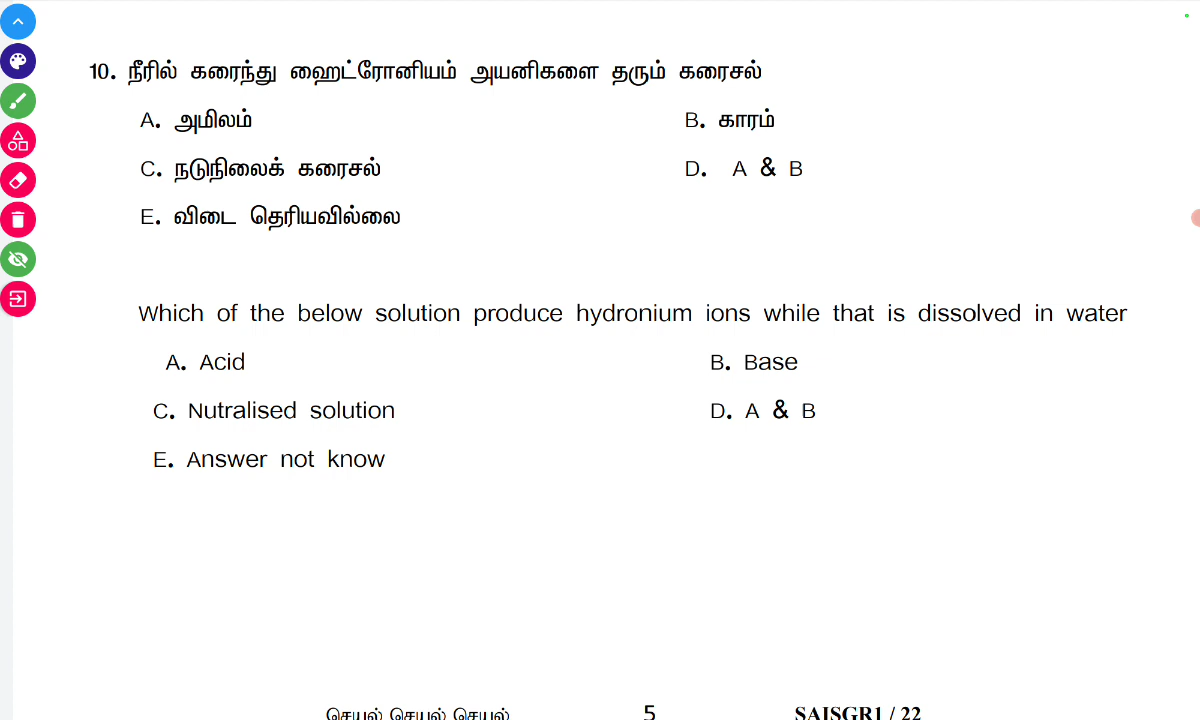 10. நீரில் கரைந்து ஹைட்ரோனியம் அயனிகளை தரும் கரைசல்
A. அமிலம் B. காரம்
C. நடுநிலைக் கரைசல் D. A & B
E. விடை தெரியவில்லை
Which of the below solution produce hydronium ions while that is dissolved in water
A. Acid B. Base
C. Nutralised solution D. A & B
E. Answer not know
செயல் செயல் செயல் 5 SAISGR1 / 22